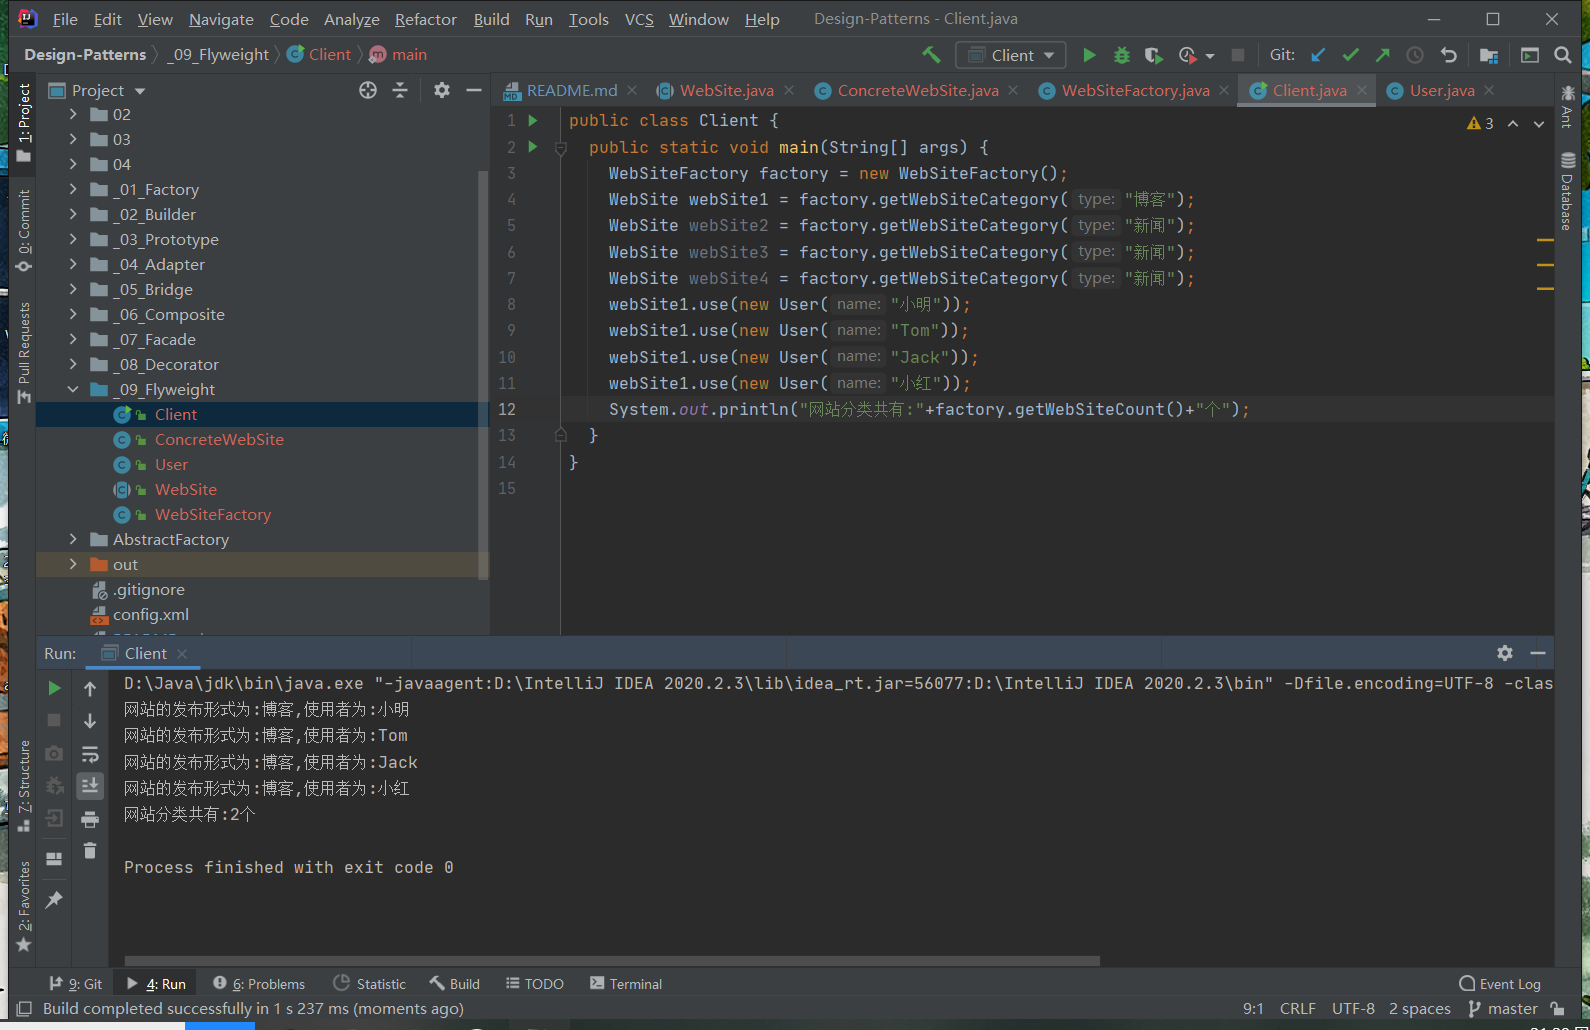 File Edit View Navigate Code Analyze Refactor Build Run Tools VCS Window Help Design-Patterns - Client.java
Design-Patterns _09_Flyweight Client main
Client Git:
Project
README.md WebSite.java ConcreteWebSite.java WebSiteFactory.java Client.java User.java
1: Project
0: Commit
Pull Requests
Z: Structure
2: Favorites
Ant
Database
02
03
04
_01_Factory
_02_Builder
_03_Prototype
_04_Adapter
_05_Bridge
_06_Composite
_07_Facade
_08_Decorator
_09_Flyweight
Client
ConcreteWebSite
User
WebSite
WebSiteFactory
AbstractFactory
out
.gitignore
config.xml
3
1 public class Client {
2 public static void main(String[] args) {
3 WebSiteFactory factory = new WebSiteFactory();
4 WebSite webSite1 = factory.getWebSiteCategory( type: "博客");
5 WebSite webSite2 = factory.getWebSiteCategory( type: "新闻");
6 WebSite webSite3 = factory.getWebSiteCategory( type: "新闻");
7 WebSite webSite4 = factory.getWebSiteCategory( type: "新闻");
8 webSite1.use(new User( name: "小明"));
9 webSite1.use(new User( name: "Tom"));
10 webSite1.use(new User( name: "Jack"));
11 webSite1.use(new User( name: "小红"));
12 System.out.println("网站分类共有:"+factory.getWebSiteCount()+"个");
13 }
14 }
15
Run: Client
D:\Java\jdk\bin\java.exe "-javaagent:D:\IntelliJ IDEA 2020.2.3\lib\idea_rt.jar=56077:D:\IntelliJ IDEA 2020.2.3\bin" -Dfile.encoding=UTF-8 -clas
网站的发布形式为:博客,使用者为:小明
网站的发布形式为:博客,使用者为:Tom
网站的发布形式为:博客,使用者为:Jack
网站的发布形式为:博客,使用者为:小红
网站分类共有:2个
Process finished with exit code 0
9: Git 4: Run 6: Problems Statistic Build TODO Terminal Event Log
Build completed successfully in 1 s 237 ms (moments ago) 9:1 CRLF UTF-8 2 spaces master